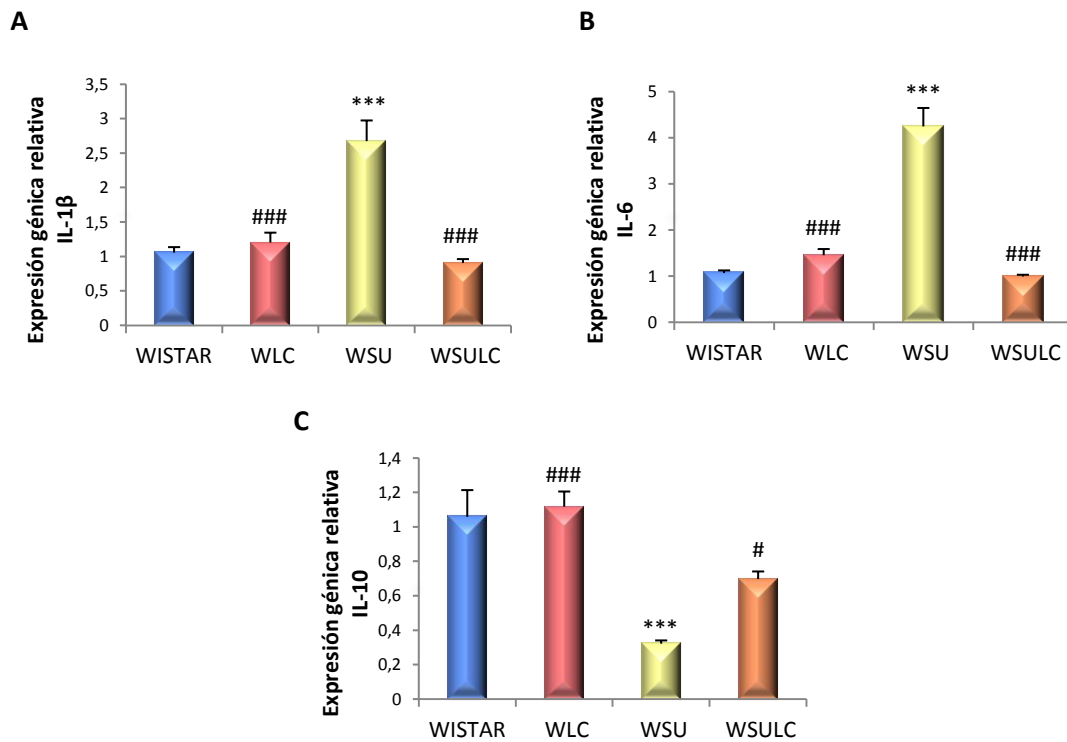 A
Expresión génica relativa
IL-1β
3,5
3
2,5
2
1,5
1
0,5
0
###
***
###
WISTAR WLC WSU WSULC
B
Expresión génica relativa
IL-6
5
4
3
2
1
0
###
***
###
WISTAR WLC WSU WSULC
C
Expresión génica relativa
IL-10
1,4
1,2
1
0,8
0,6
0,4
0,2
0
###
***
#
WISTAR WLC WSU WSULC